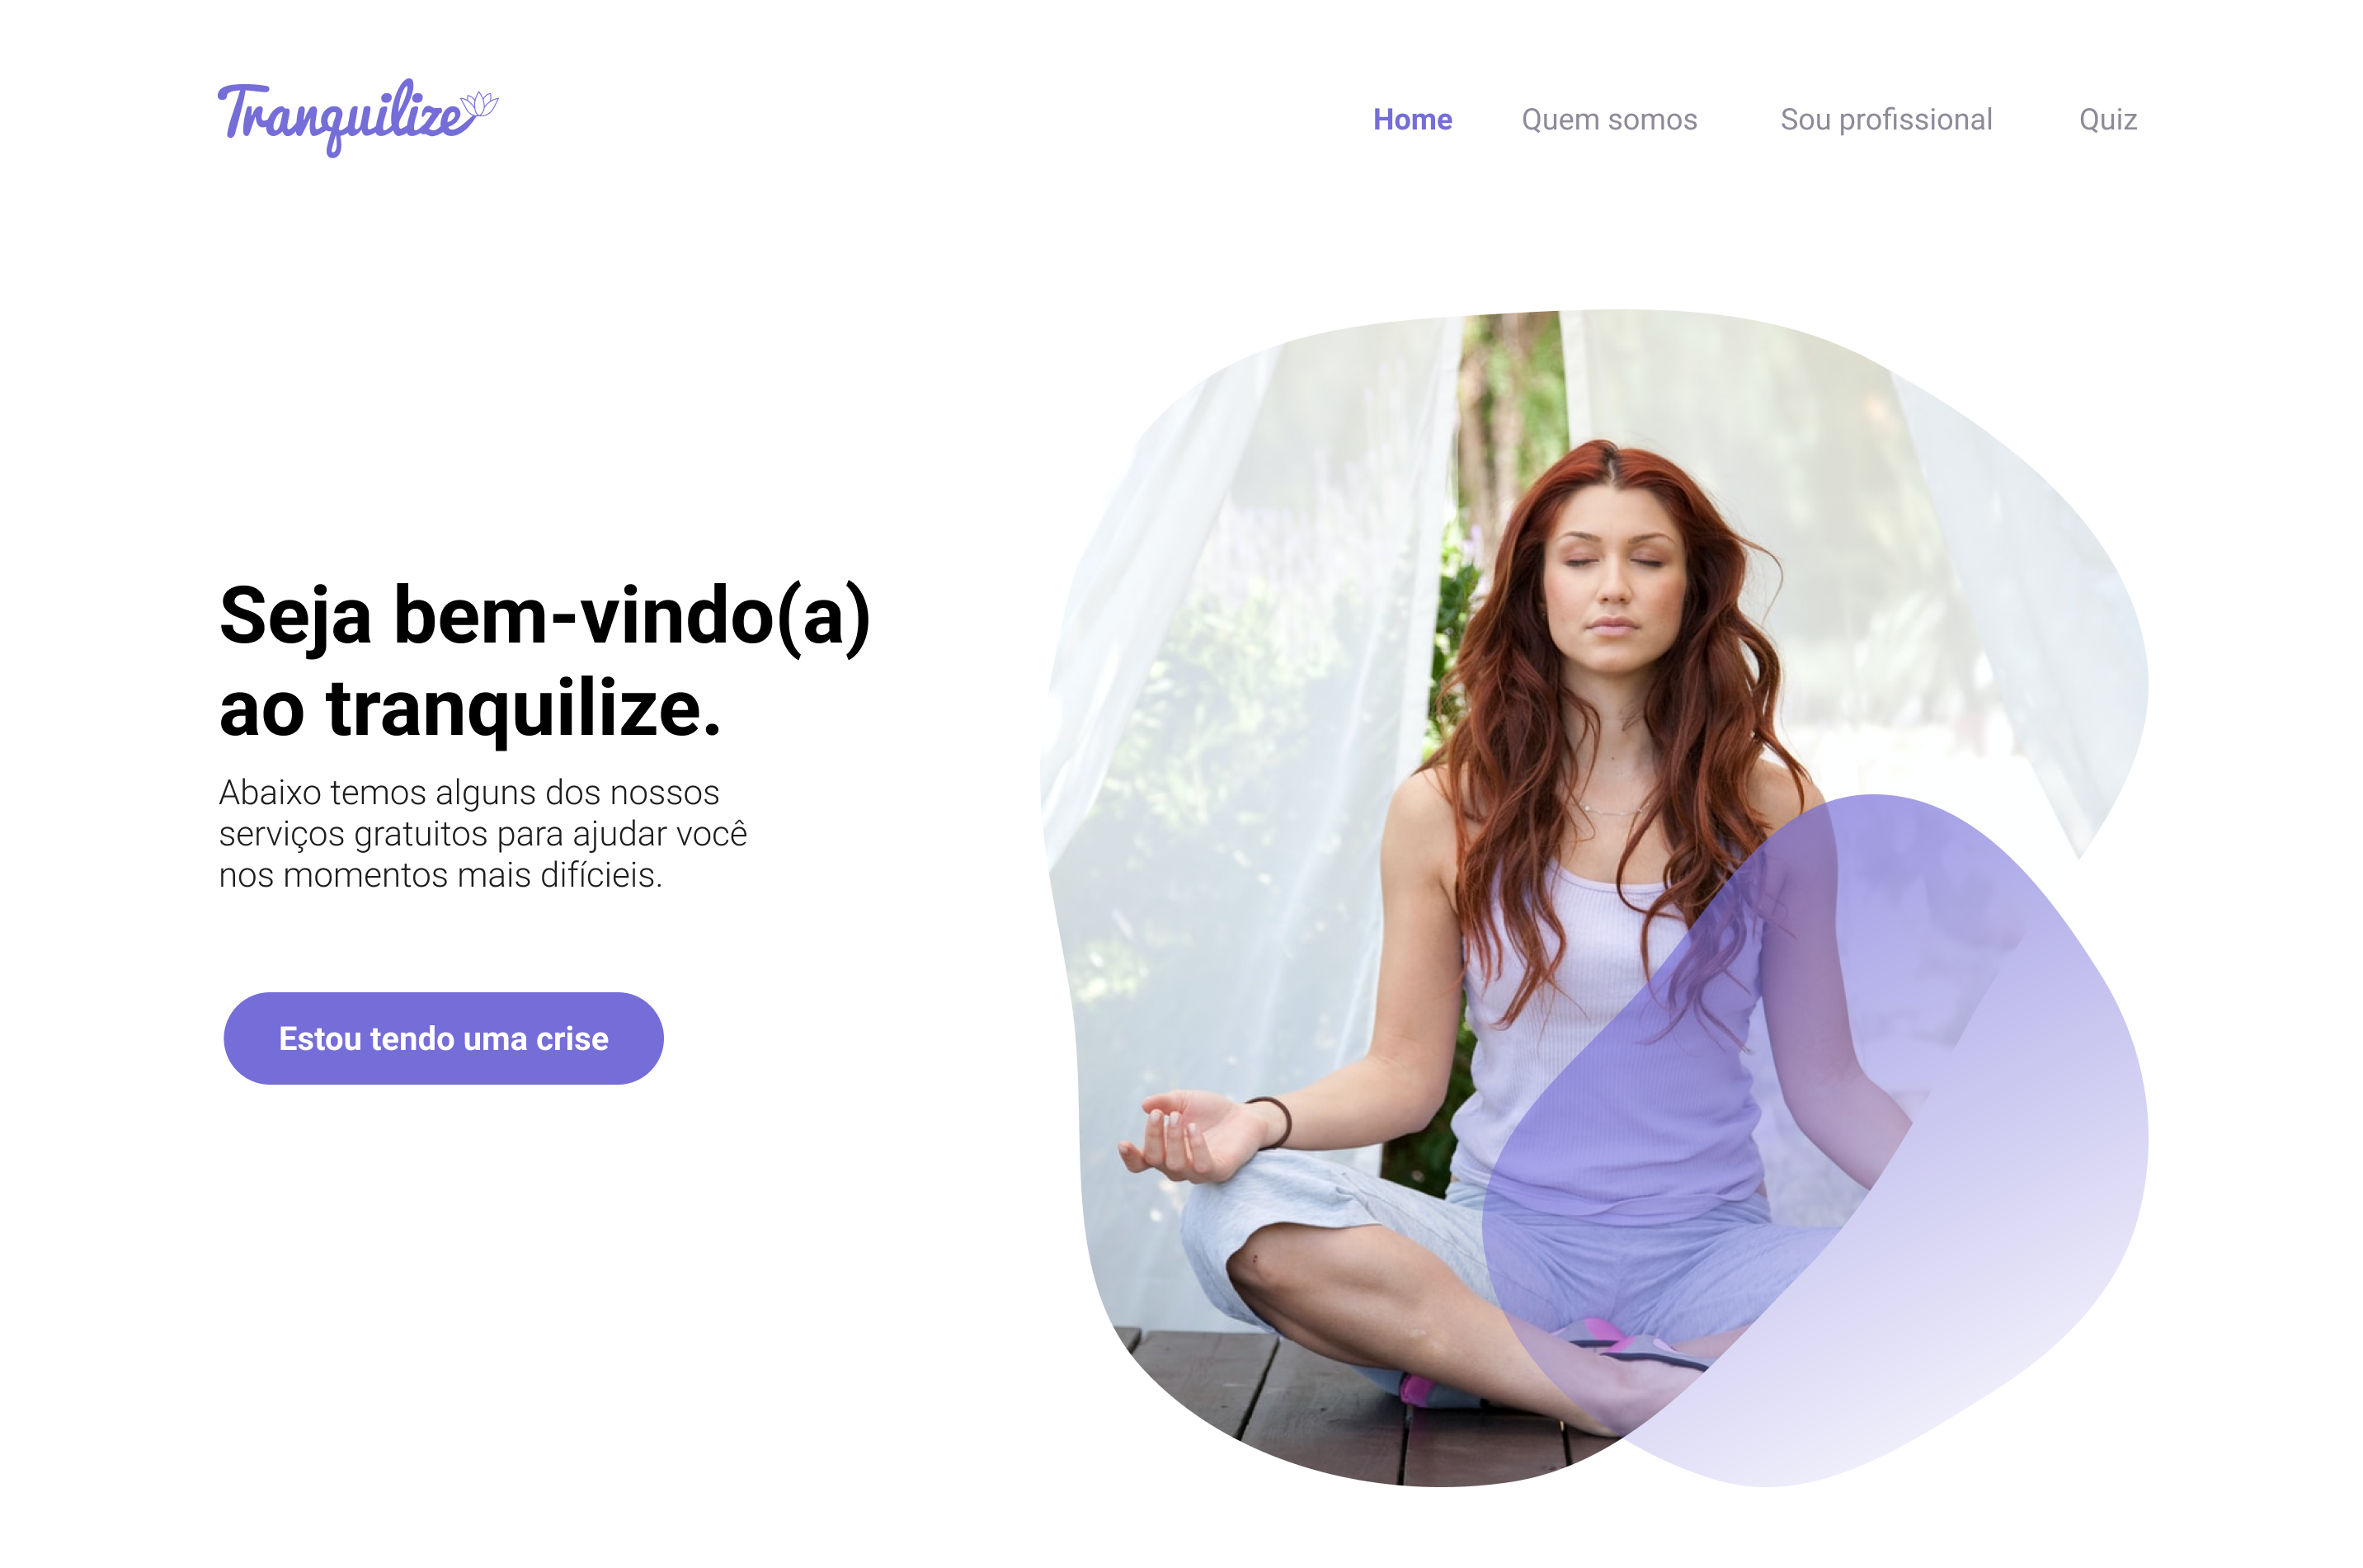 Tranquilize
Home Quem somos Sou profissional Quiz
Seja bem-vindo(a)
ao tranquilize.
Abaixo temos alguns dos nossos
serviços gratuitos para ajudar você
nos momentos mais difícieis.
Estou tendo uma crise